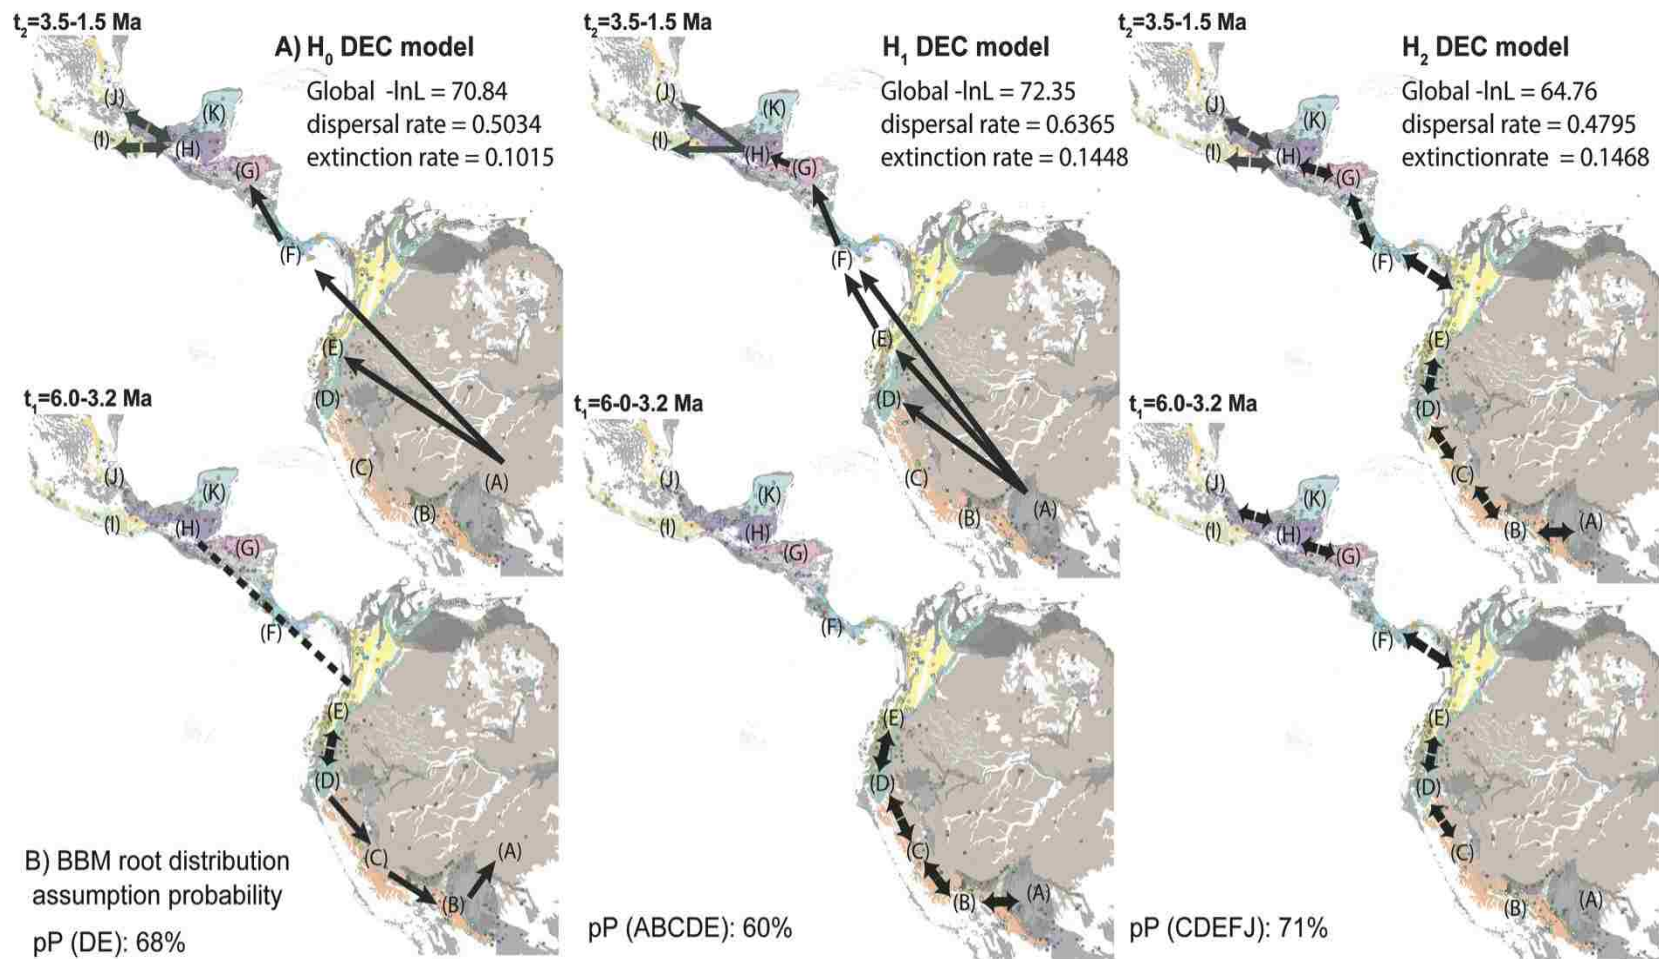 t2=3.5-1.5 Ma
A) H0 DEC model
Global -lnL = 70.84
dispersal rate = 0.5034
extinction rate = 0.1015
(J)
(K)
(I)
(H)
(G)
(F)
(E)
(D)
(C)
(A)
(B)
t1=6.0-3.2 Ma
(J)
(K)
(I)
(H)
(G)
(F)
(E)
(D)
(C)
(A)
(B)
B) BBM root distribution
assumption probability
pP (DE): 68%
t2=3.5-1.5 Ma
H1 DEC model
Global -lnL = 72.35
dispersal rate = 0.6365
extinction rate = 0.1448
(J)
(K)
(I)
(H)
(G)
(F)
(E)
(D)
(C)
(A)
(B)
t1=6-0-3.2 Ma
(J)
(K)
(I)
(H)
(G)
(F)
(E)
(D)
(C)
(A)
(B)
pP (ABCDE): 60%
t2=3.5-1.5 Ma
H2 DEC model
Global -lnL = 64.76
dispersal rate = 0.4795
extinctionrate = 0.1468
(J)
(K)
(I)
(H)
(G)
(F)
(E)
(D)
(C)
(B)
(A)
t1=6.0-3.2 Ma
(J)
(K)
(I)
(H)
(G)
(F)
(E)
(D)
(C)
(A)
(B)
pP (CDEFJ): 71%